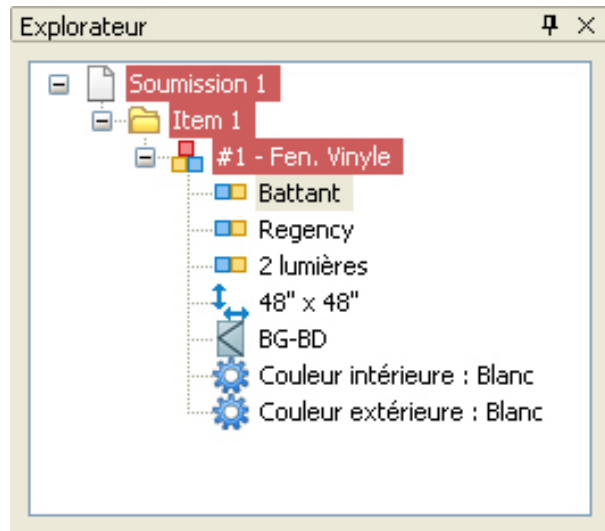 Explorateur
Soumission 1
Item 1
#1 - Fen. Vinyle
Battant
Regency
2 lumières
48" x 48"
BG-BD
Couleur intérieure : Blanc
Couleur extérieure : Blanc